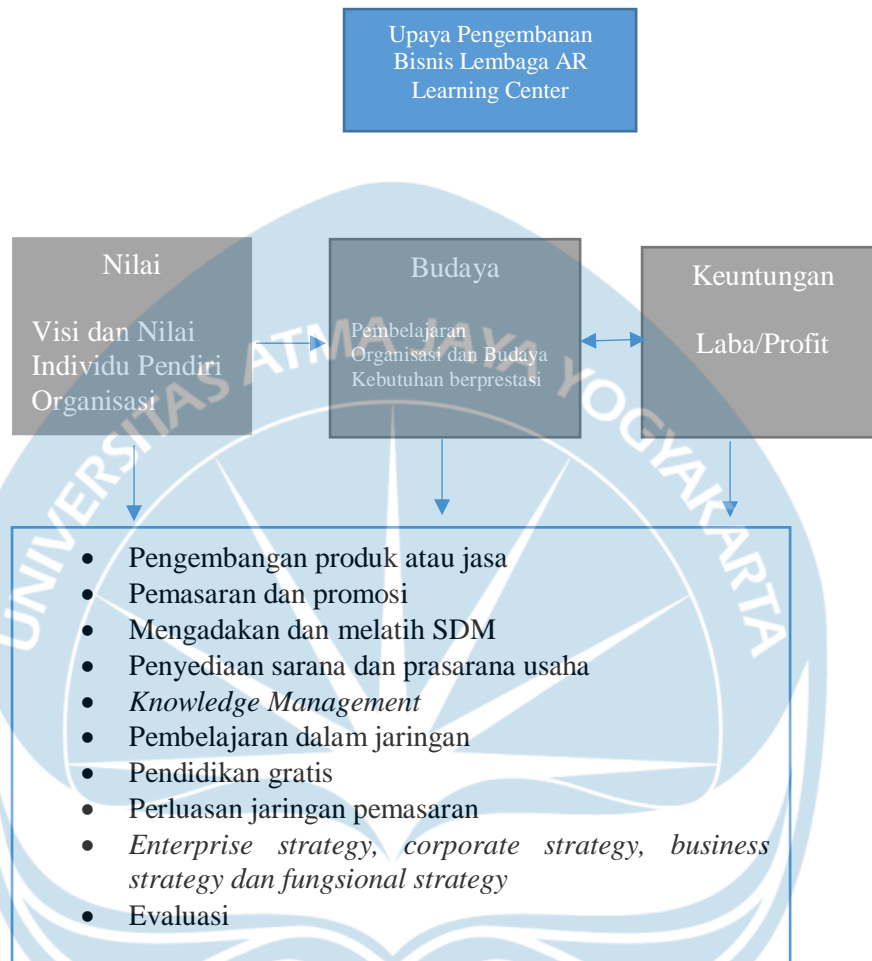 Upaya Pengembanan
Bisnis Lembaga AR
Learning Center
Nilai
Visi dan Nilai
Individu Pendiri
Organisasi
Budaya
Pembelajaran
Organisasi dan Budaya
Kebutuhan berprestasi
Keuntungan
Laba/Profit
UNIVERSITAS ATMA JAYA YOGYAKARTA
• Pengembangan produk atau jasa
• Pemasaran dan promosi
• Mengadakan dan melatih SDM
• Penyediaan sarana dan prasarana usaha
• Knowledge Management
• Pembelajaran dalam jaringan
• Pendidikan gratis
• Perluasan jaringan pemasaran
• Enterprise strategy, corporate strategy, business
strategy dan fungsional strategy
• Evaluasi